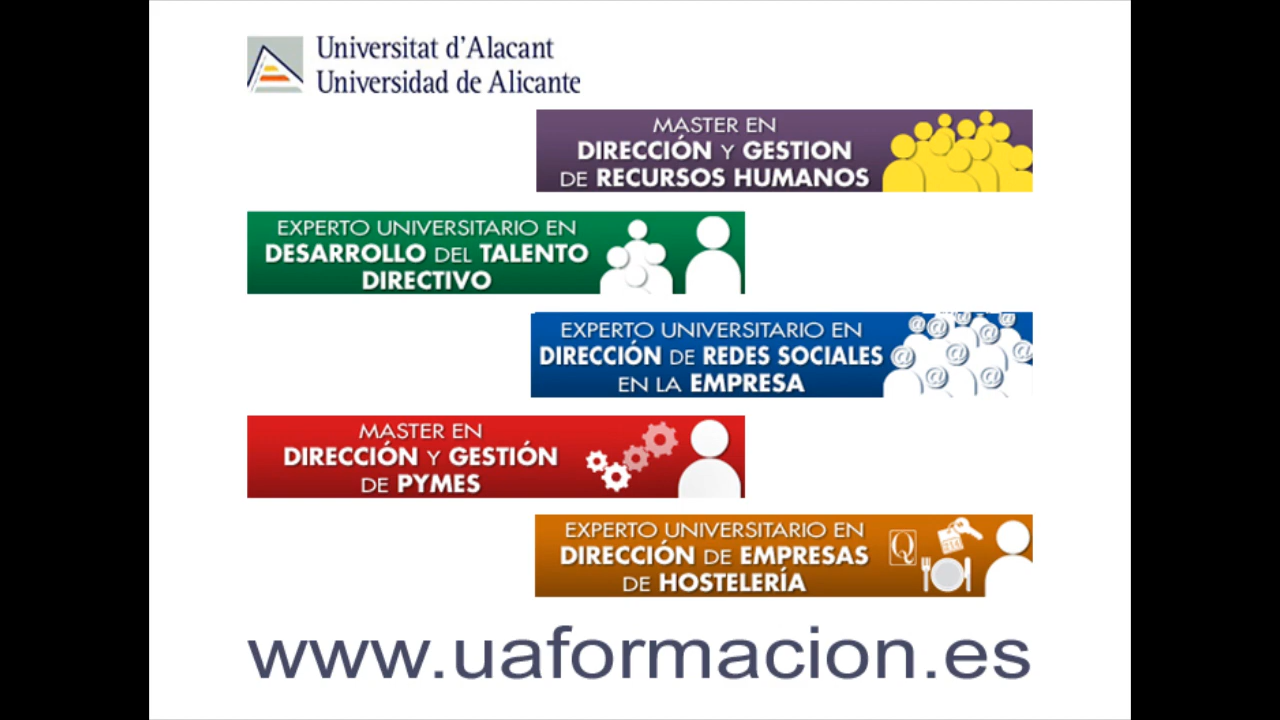 Universitat d'Alacant
Universidad de Alicante
MASTER EN
DIRECCIÓN Y GESTION
DE RECURSOS HUMANOS
EXPERTO UNIVERSITARIO EN
DESARROLLO DEL TALENTO
DIRECTIVO
EXPERTO UNIVERSITARIO EN
DIRECCIÓN DE REDES SOCIALES
EN LA EMPRESA
@ @ @ @ @ @ @ @ @
MASTER EN
DIRECCIÓN Y GESTIÓN
DE PYMES
EXPERTO UNIVERSITARIO EN
DIRECCIÓN DE EMPRESAS
DE HOSTELERÍA
Q
www.uaformacion.es